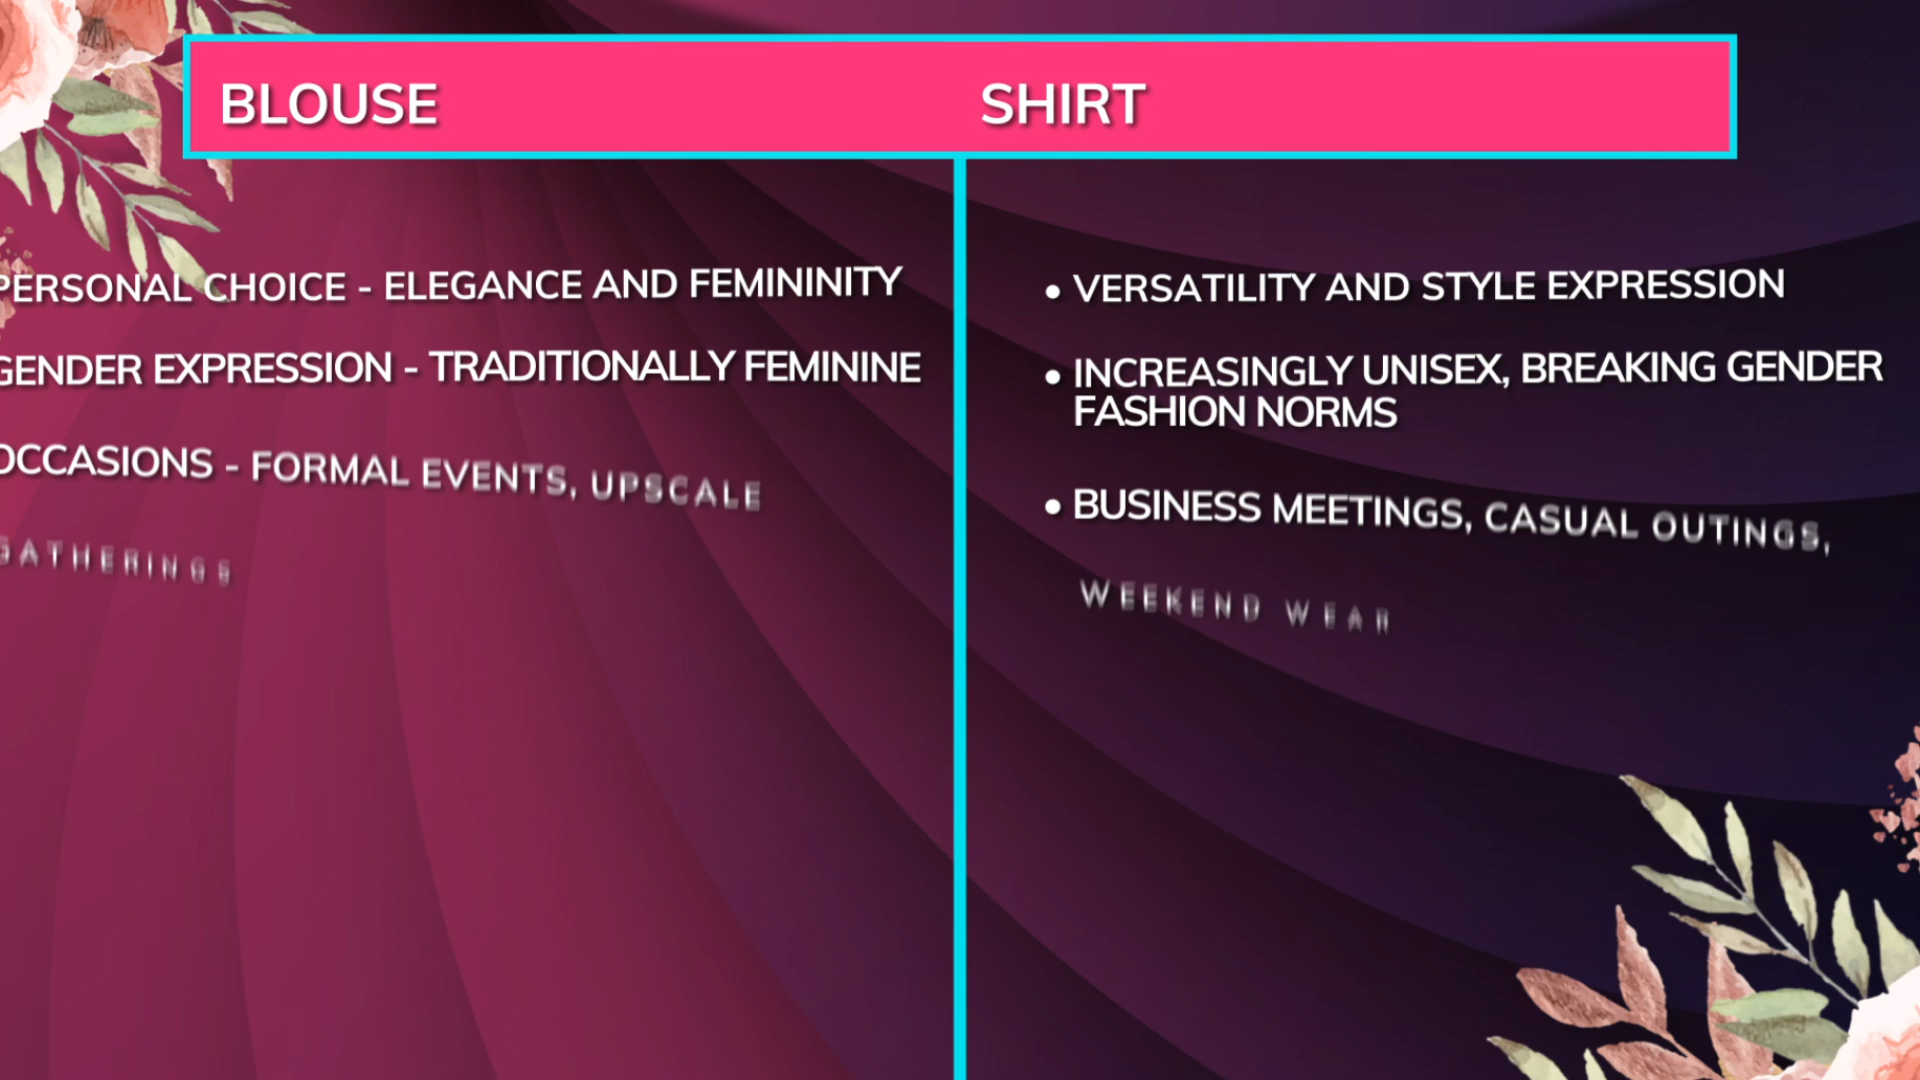 BLOUSE
SHIRT
PERSONAL CHOICE - ELEGANCE AND FEMININITY
GENDER EXPRESSION - TRADITIONALLY FEMININE
OCCASIONS - FORMAL EVENTS, UPSCALE
GATHERINGS
• VERSATILITY AND STYLE EXPRESSION
• INCREASINGLY UNISEX, BREAKING GENDER
FASHION NORMS
• BUSINESS MEETINGS, CASUAL OUTINGS,
WEEKEND WEAR